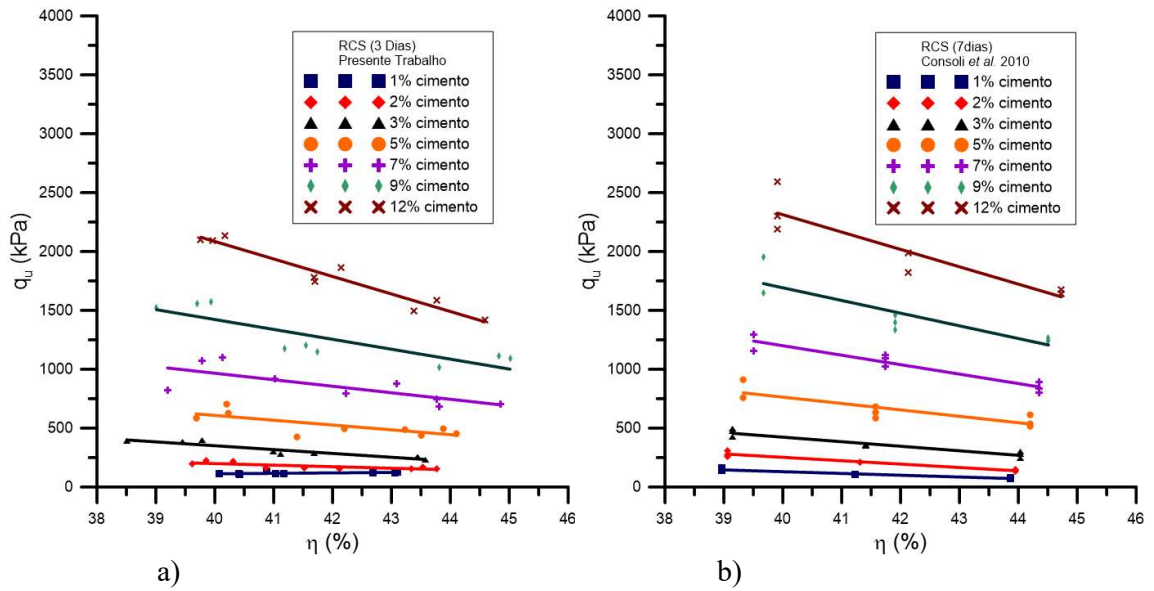 4000
3500
3000
2500
2000
1500
1000
500
0
qu (kPa)
RCS (3 Dias)
Presente Trabalho
1% cimento
2% cimento
3% cimento
5% cimento
7% cimento
9% cimento
12% cimento
38 39 40 41 42 43 44 45 46
η (%)
a)
4000
3500
3000
2500
2000
1500
1000
500
0
qu (kPa)
RCS (7dias)
Consoli et al. 2010
1% cimento
2% cimento
3% cimento
5% cimento
7% cimento
9% cimento
12% cimento
38 39 40 41 42 43 44 45 46
η (%)
b)